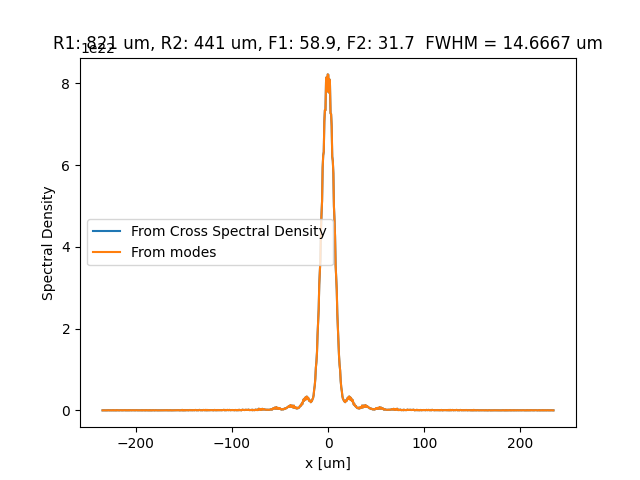 R1: 821 um, R2: 441 um, F1: 58.9, F2: 31.7  FWHM = 14.6667 um
1e22
8
6
4
2
0
Spectral Density
From Cross Spectral Density
From modes
−200
−100
0
100
200
x [um]